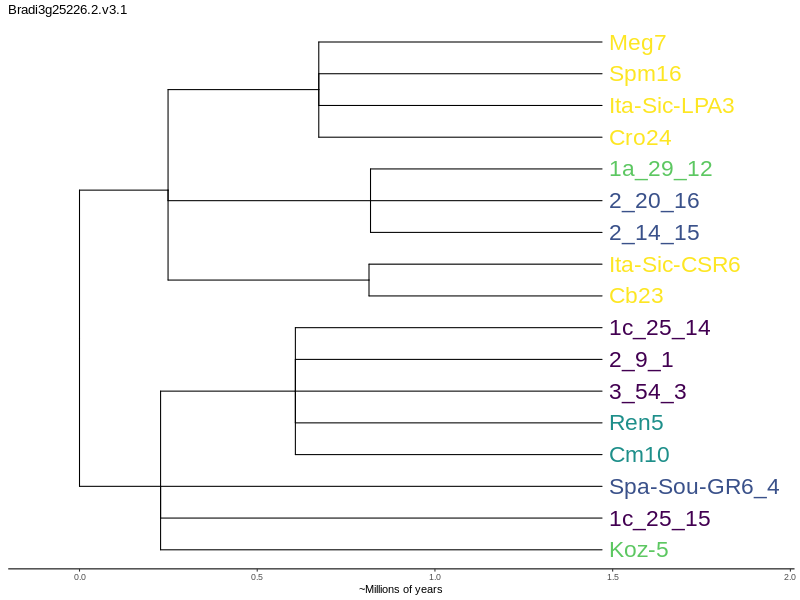 Bradi3g25226.2.v3.1
Meg7
Spm16
Ita-Sic-LPA3
Cro24
1a_29_12
2_20_16
2_14_15
Ita-Sic-CSR6
Cb23
1c_25_14
2_9_1
3_54_3
Ren5
Cm10
Spa-Sou-GR6_4
1c_25_15
Koz-5
0.0 0.5 1.0 1.5 2.0
~Millions of years